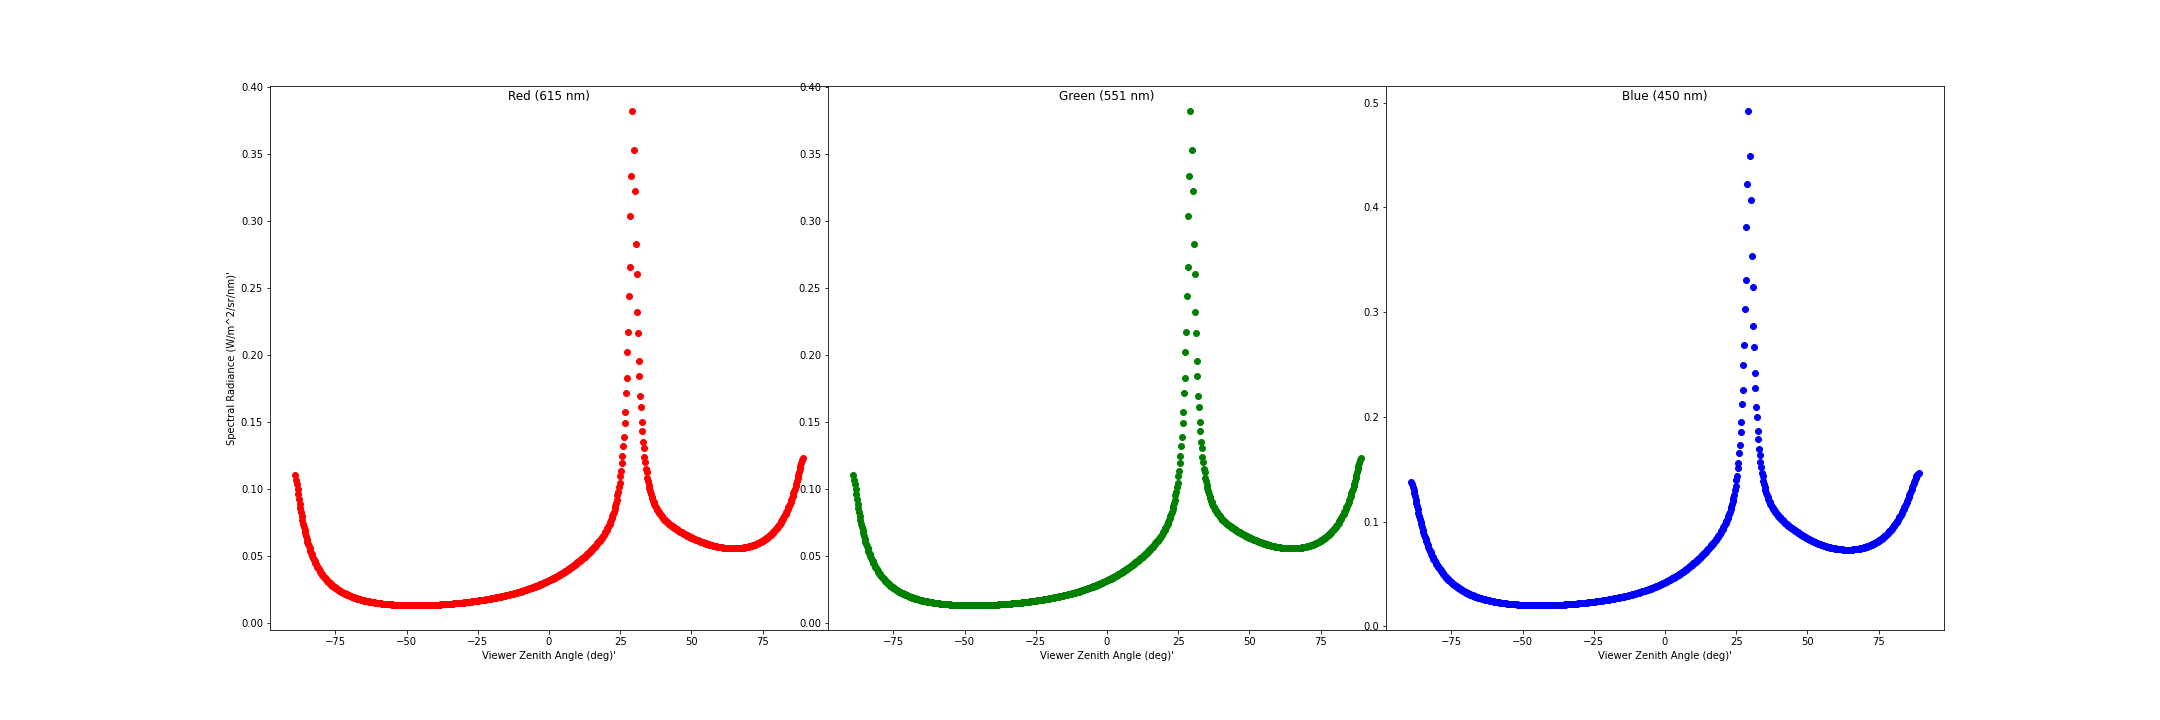 Red (615 nm)
Green (551 nm)
Blue (450 nm)
Spectral Radiance (W/m^2/sr/nm)'
0.40
0.35
0.30
0.25
0.20
0.15
0.10
0.05
0.00
−75 −50 −25 0 25 50 75
Viewer Zenith Angle (deg)'
0.40
0.35
0.30
0.25
0.20
0.15
0.10
0.05
0.00
−75 −50 −25 0 25 50 75
Viewer Zenith Angle (deg)'
0.5
0.4
0.3
0.2
0.1
0.0
−75 −50 −25 0 25 50 75
Viewer Zenith Angle (deg)'